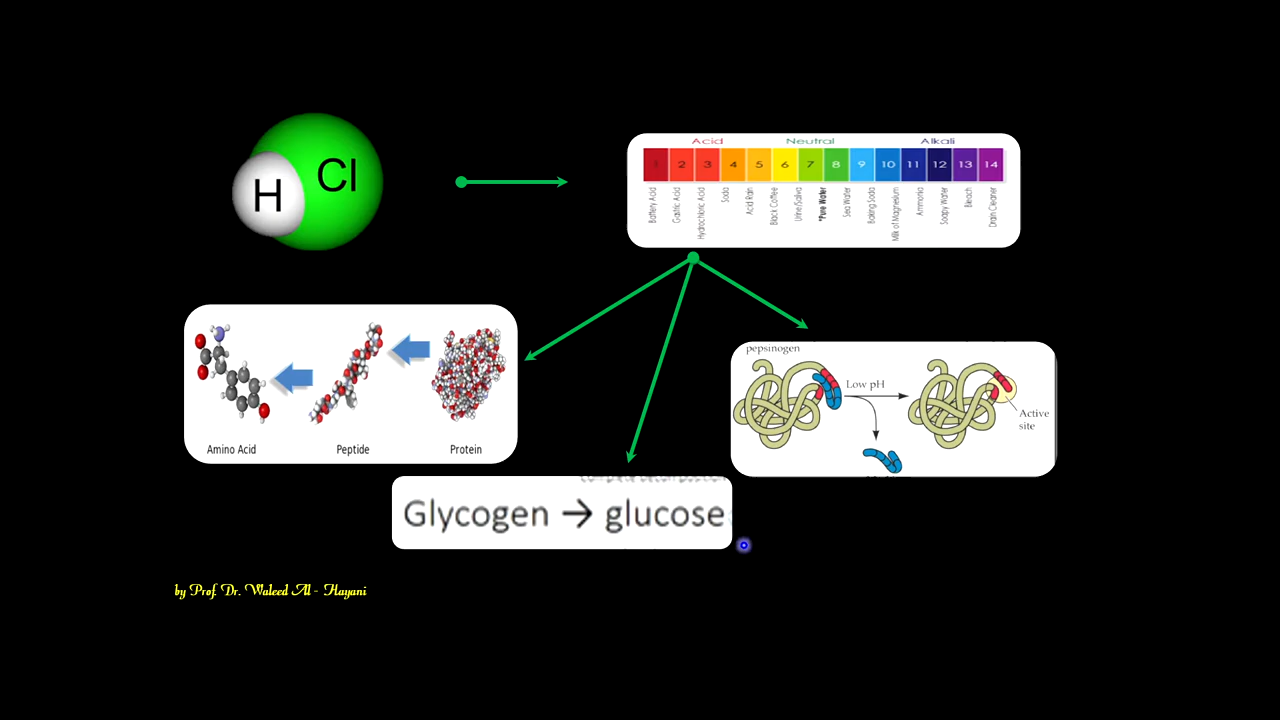 H Cl
Acid Neutral Alkali
1 2 3 4 5 6 7 8 9 10 11 12 13 14
Battery Acid
Gastric Acid
Hydrochloric Acid
Soda
Acid Rain
Black Coffee
Urine/Saliva
*Pure Water
Sea Water
Baking Soda
Milk of Magnesium
Ammonia
Soapy Water
Bleach
Drain Cleaner
Amino Acid Peptide Protein
pepsinogen
Low pH
Active
site
Glycogen → glucose
by Prof. Dr. Waleed Al - Hayani